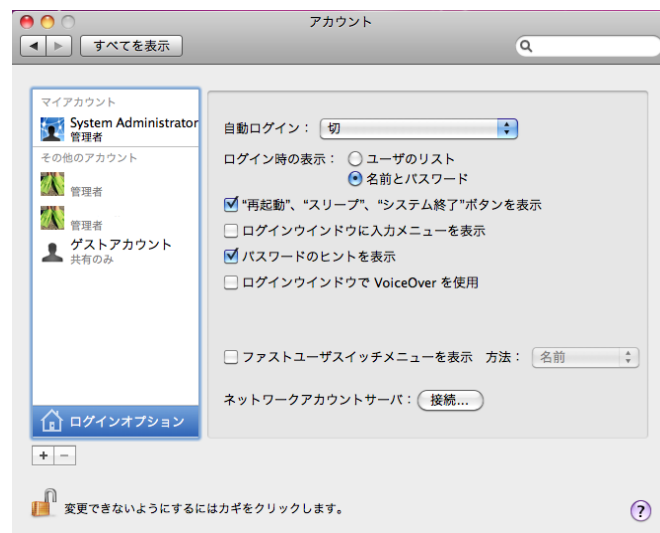 アカウント
すべてを表示
マイアカウント
System Administrator
管理者
その他のアカウント
管理者
管理者
ゲストアカウント
共有のみ
ログインオプション
自動ログイン： 切
ログイン時の表示： ユーザのリスト
名前とパスワード
“再起動”、“スリープ”、“システム終了”ボタンを表示
ログインウインドウに入力メニューを表示
パスワードのヒントを表示
ログインウインドウで VoiceOver を使用
ファストユーザスイッチメニューを表示 方法： 名前
ネットワークアカウントサーバ： 接続...
+ −
変更できないようにするにはカギをクリックします。
?